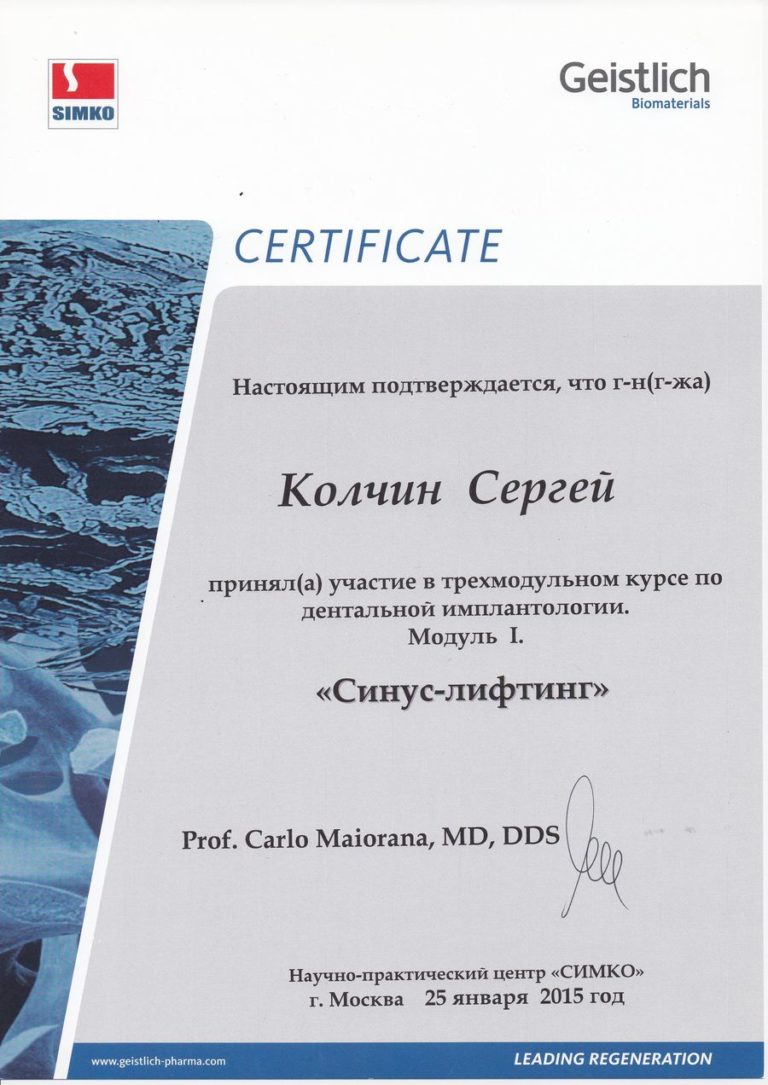 SIMKO
Geistlich
Biomaterials
CERTIFICATE
Настоящим подтверждается, что г-н(г-жа)
Колчин Сергей
принял(а) участие в трехмодульном курсе по
дентальной имплантологии.
Модуль I.
«Синус-лифтинг»
Prof. Carlo Maiorana, MD, DDS
Научно-практический центр «СИМКО»
г. Москва 25 января 2015 год
www.geistlich-pharma.com
LEADING REGENERATION